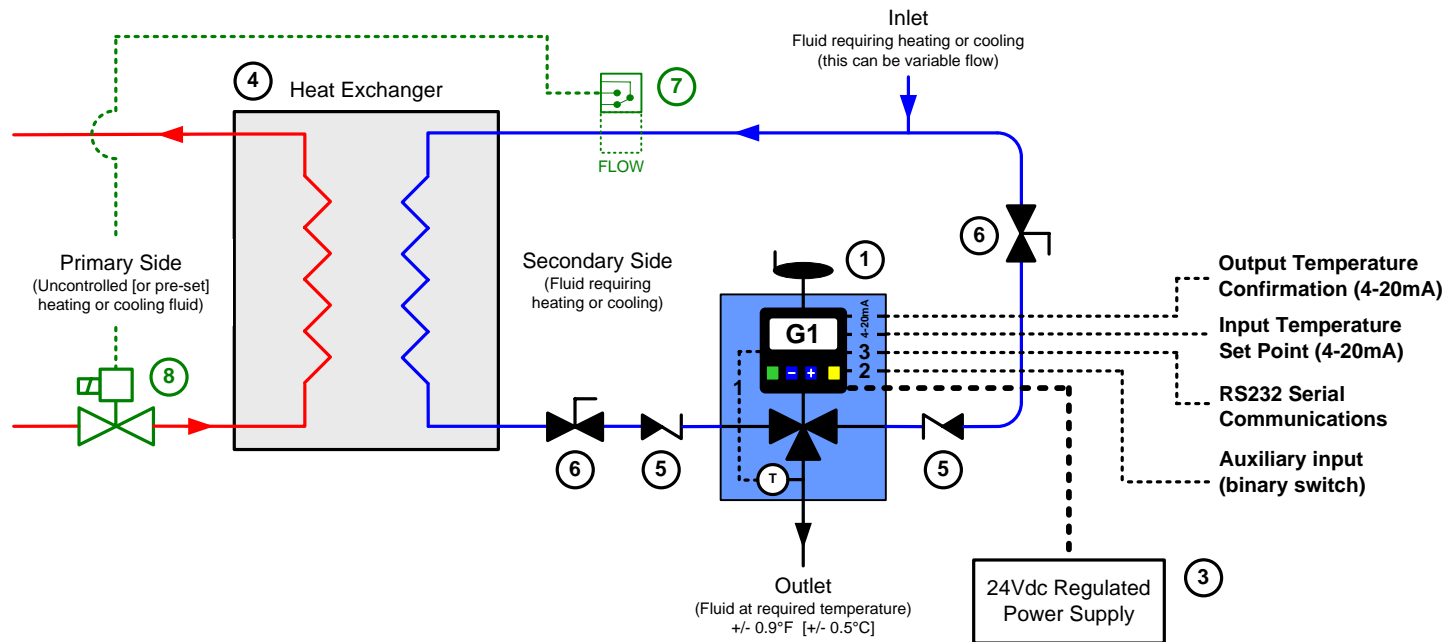 Inlet
Fluid requiring heating or cooling
(this can be variable flow)
4
Heat Exchanger
7
FLOW
6
Primary Side
(Uncontrolled [or pre-set]
heating or cooling fluid)
Secondary Side
(Fluid requiring
heating or cooling)
1
Output Temperature
Confirmation (4-20mA)
Input Temperature
Set Point (4-20mA)
RS232 Serial
Communications
Auxiliary input
(binary switch)
4-20mA
4-20mA
G1
3
2
- +
1
8
6
5
T
5
Outlet
(Fluid at required temperature)
+/- 0.9°F [+/- 0.5°C]
24Vdc Regulated
Power Supply
3